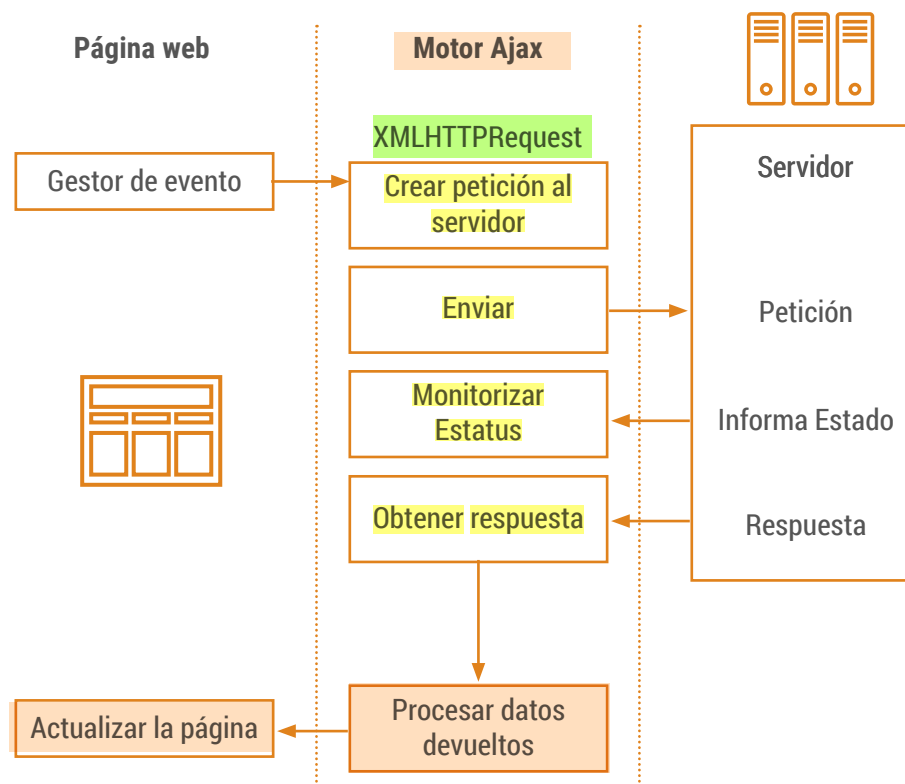 Página web
Motor Ajax
XMLHTTPRequest
Gestor de evento
Crear petición al
servidor
Servidor
Enviar
Petición
Monitorizar
Estatus
Informa Estado
Obtener respuesta
Respuesta
Actualizar la página
Procesar datos
devueltos